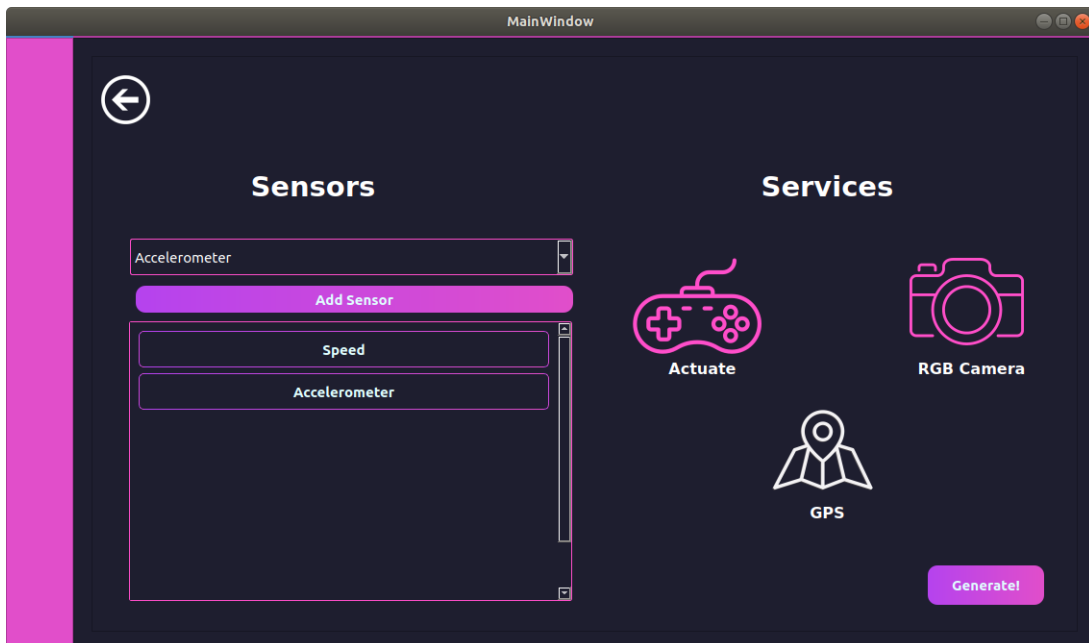 MainWindow
Sensors
Accelerometer
Add Sensor
Speed
Accelerometer
Services
Actuate
RGB Camera
GPS
Generate!